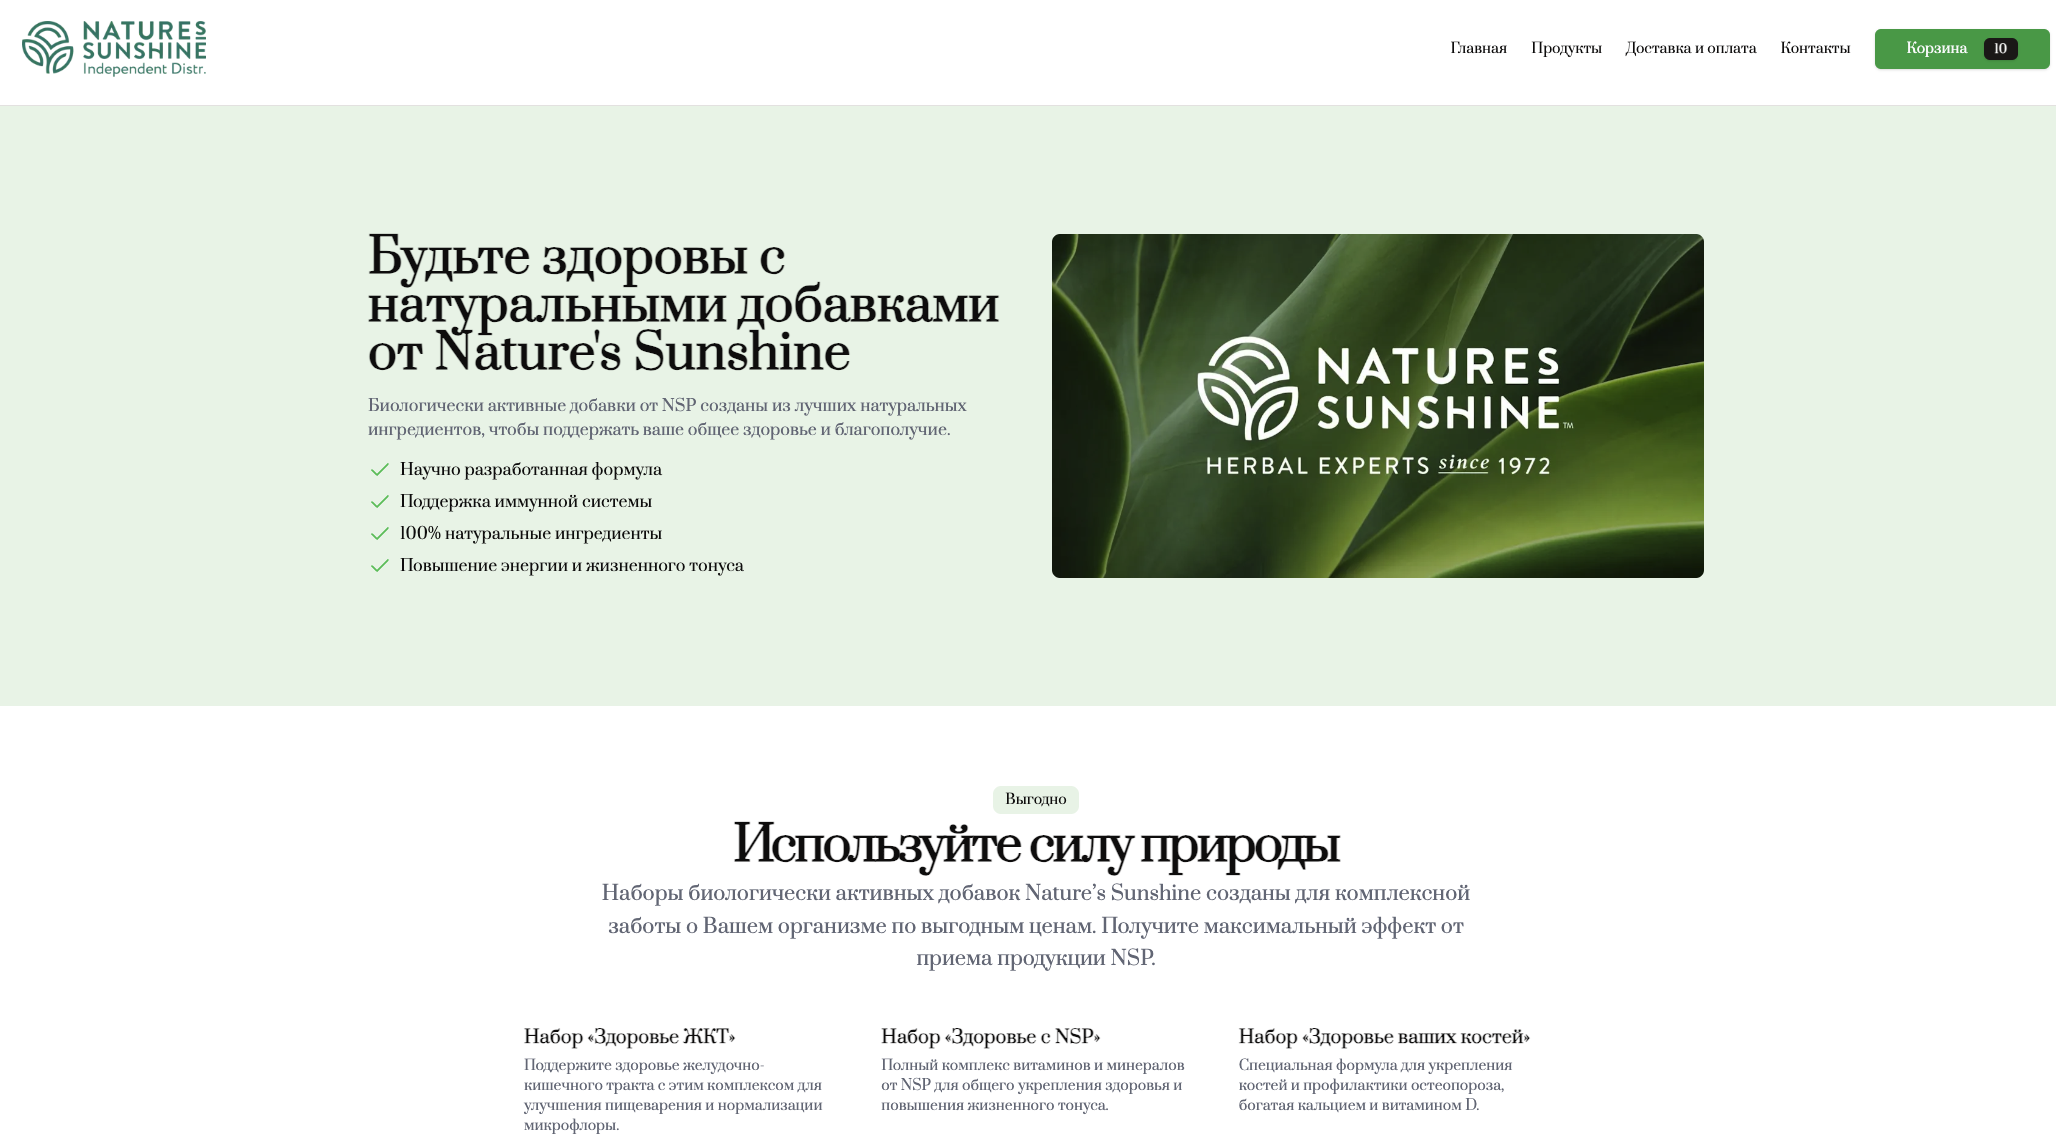 NATURES
SUNSHINE
Independent Distr.
Главная
Продукты
Доставка и оплата
Контакты
Корзина 10
Будьте здоровы с
натуральными добавками
от Nature's Sunshine
Биологически активные добавки от NSP созданы из лучших натуральных
ингредиентов, чтобы поддержать ваше общее здоровье и благополучие.
Научно разработанная формула
Поддержка иммунной системы
100% натуральные ингредиенты
Повышение энергии и жизненного тонуса
NATURES
SUNSHINE™
HERBAL EXPERTS since 1972
Выгодно
Используйте силу природы
Наборы биологически активных добавок Nature’s Sunshine созданы для комплексной
заботы о Вашем организме по выгодным ценам. Получите максимальный эффект от
приема продукции NSP.
Набор «Здоровье ЖКТ»
Поддержите здоровье желудочно-
кишечного тракта с этим комплексом для
улучшения пищеварения и нормализации
микрофлоры.
Набор «Здоровье с NSP»
Полный комплекс витаминов и минералов
от NSP для общего укрепления здоровья и
повышения жизненного тонуса.
Набор «Здоровье ваших костей»
Специальная формула для укрепления
костей и профилактики остеопороза,
богатая кальцием и витамином D.